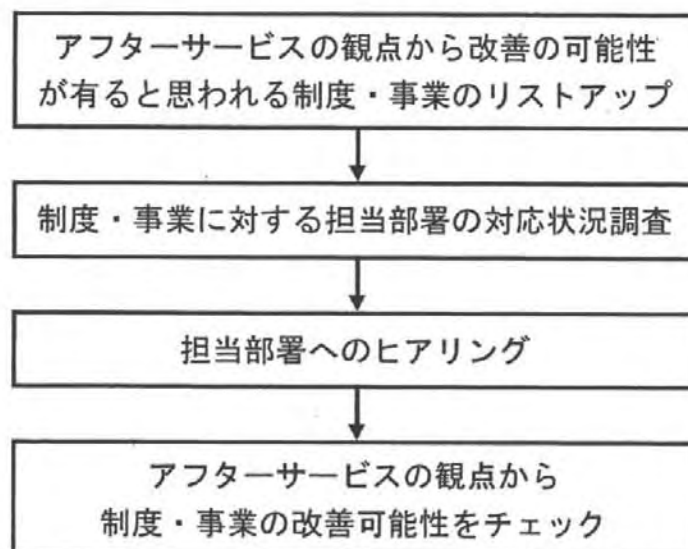 アフターサービスの観点から改善の可能性
が有ると思われる制度・事業のリストアップ
制度・事業に対する担当部署の対応状況調査
担当部署へのヒアリング
アフターサービスの観点から
制度・事業の改善可能性をチェック